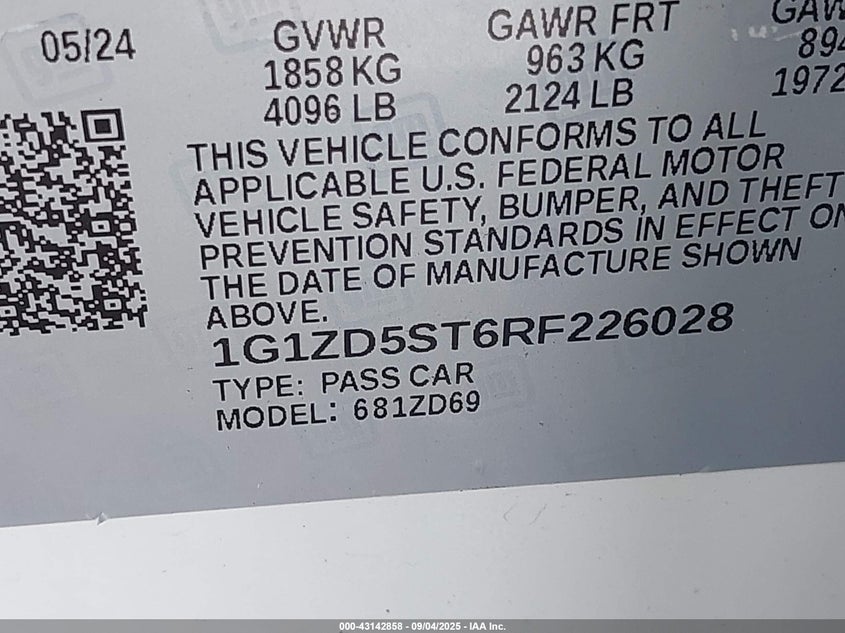 05/24 GVWR GAWR FRT GAW
1858 KG 963 KG 894
4096 LB 2124 LB 1972
THIS VEHICLE CONFORMS TO ALL
APPLICABLE U.S. FEDERAL MOTOR
VEHICLE SAFETY, BUMPER, AND THEFT
PREVENTION STANDARDS IN EFFECT ON
THE DATE OF MANUFACTURE SHOWN
ABOVE.
1G1ZD5ST6RF226028
TYPE: PASS CAR
MODEL: 681ZD69
000-43142858 - 09/04/2025 - IAA Inc.